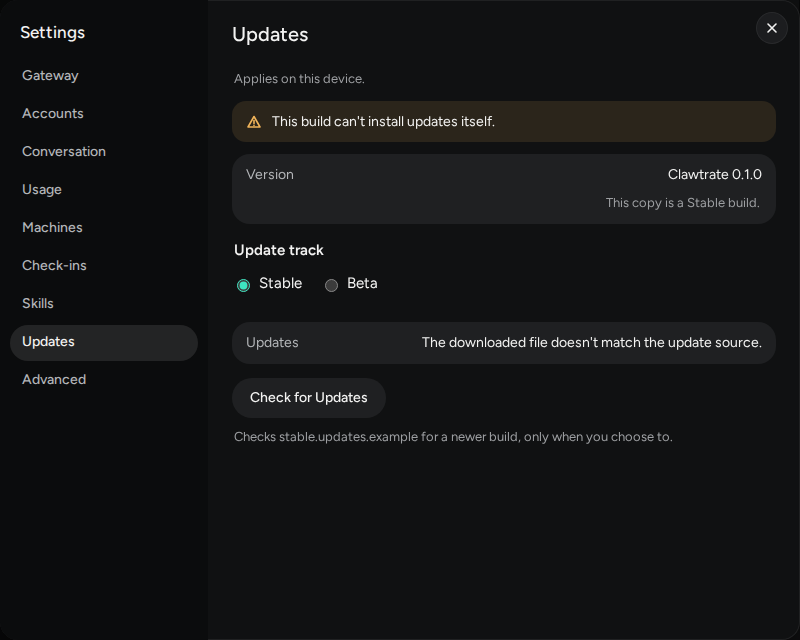 Settings
Gateway
Accounts
Conversation
Usage
Machines
Check-ins
Skills
Updates
Advanced
Updates
Applies on this device.
This build can't install updates itself.
Version
Clawtrate 0.1.0
This copy is a Stable build.
Update track
Stable
Beta
Updates
The downloaded file doesn't match the update source.
Check for Updates
Checks stable.updates.example for a newer build, only when you choose to.